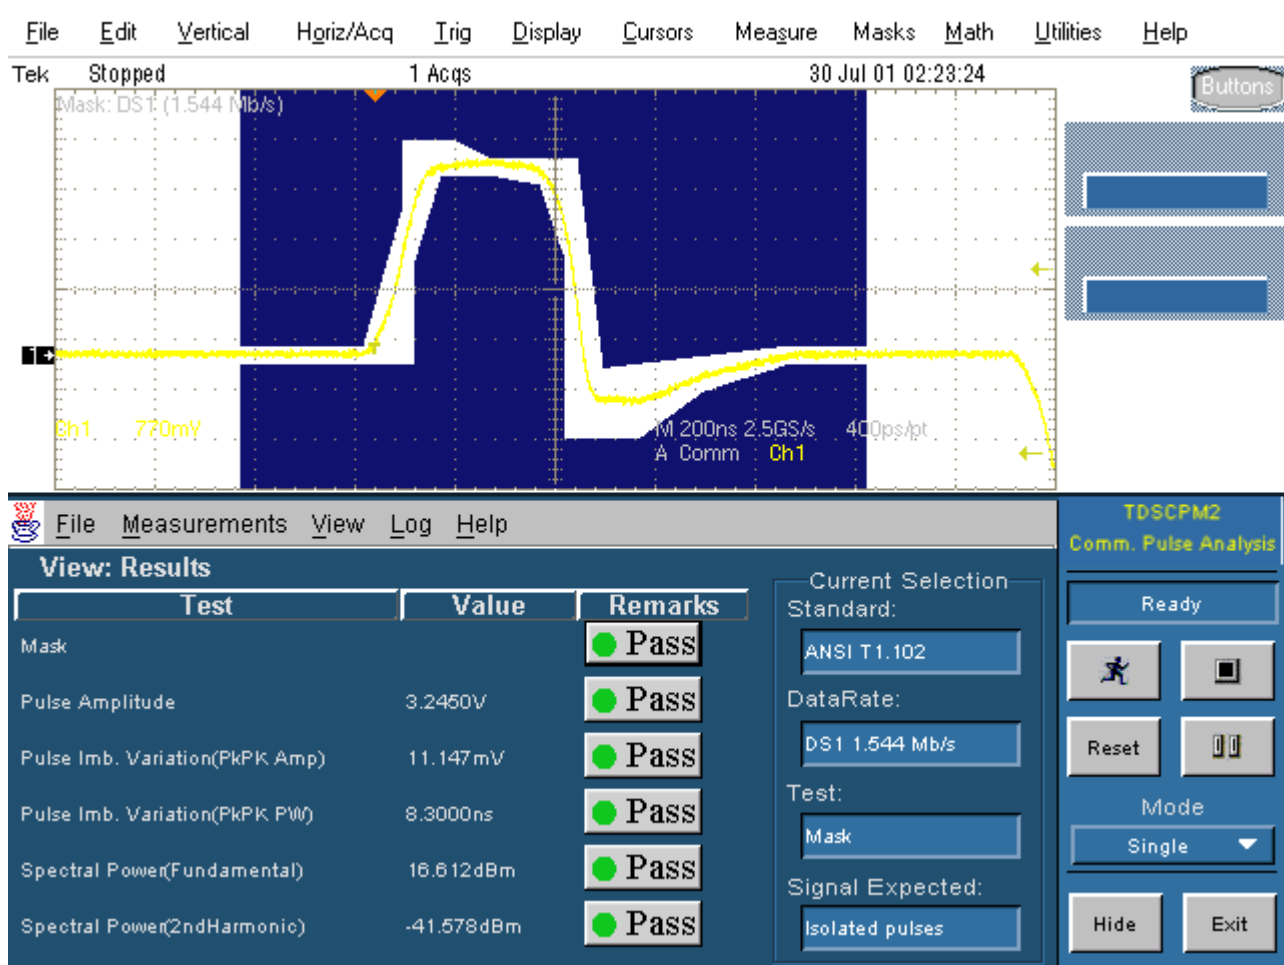 File Edit Vertical Horiz/Acq Trig Display Cursors Measure Masks Math Utilities Help
Tek Stopped 1 Acqs 30 Jul 01 02:23:24
Buttons
Mask: DS1 (1.544 Mb/s)
1
Ch1 770mV M 200ns 2.5GS/s 400ps/pt
A Comm Ch1
File Measurements View Log Help
TDSCPM2
Comm. Pulse Analysis
View: Results
Test Value Remarks
Mask Pass
Pulse Amplitude 3.2450V Pass
Pulse Imb. Variation(PkPK Amp) 11.147mV Pass
Pulse Imb. Variation(PkPK PW) 8.3000ns Pass
Spectral Power(Fundamental) 16.612dBm Pass
Spectral Power(2ndHarmonic) -41.578dBm Pass
Current Selection
Standard:
ANSI T1.102
DataRate:
DS1 1.544 Mb/s
Test:
Mask
Signal Expected:
Isolated pulses
Ready
Reset
Mode
Single
Hide Exit